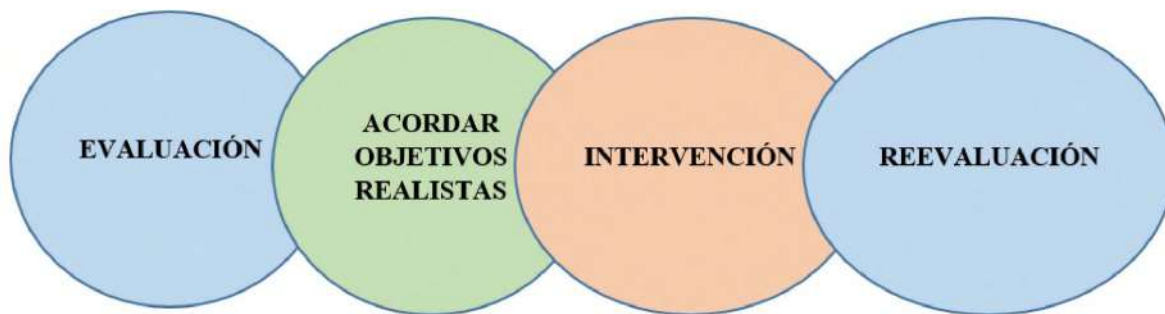 EVALUACIÓN
ACORDAR
OBJETIVOS
REALISTAS
INTERVENCIÓN
REEVALUACIÓN